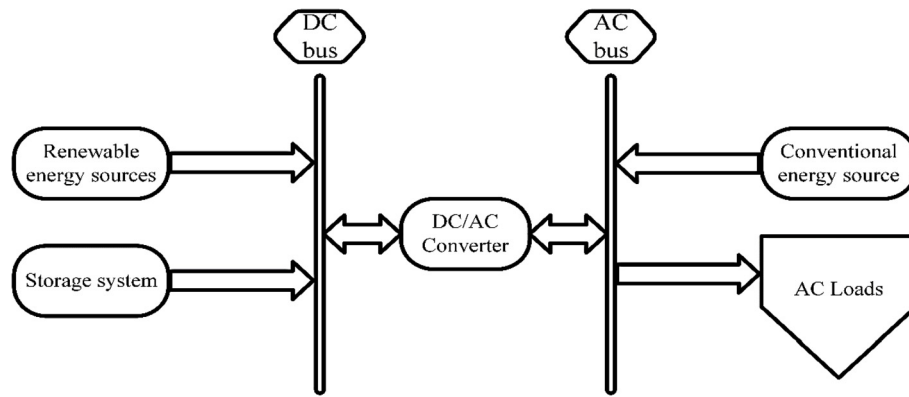 DC
bus
AC
bus
Renewable
energy sources
Conventional
energy source
DC/AC
Converter
Storage system
AC Loads